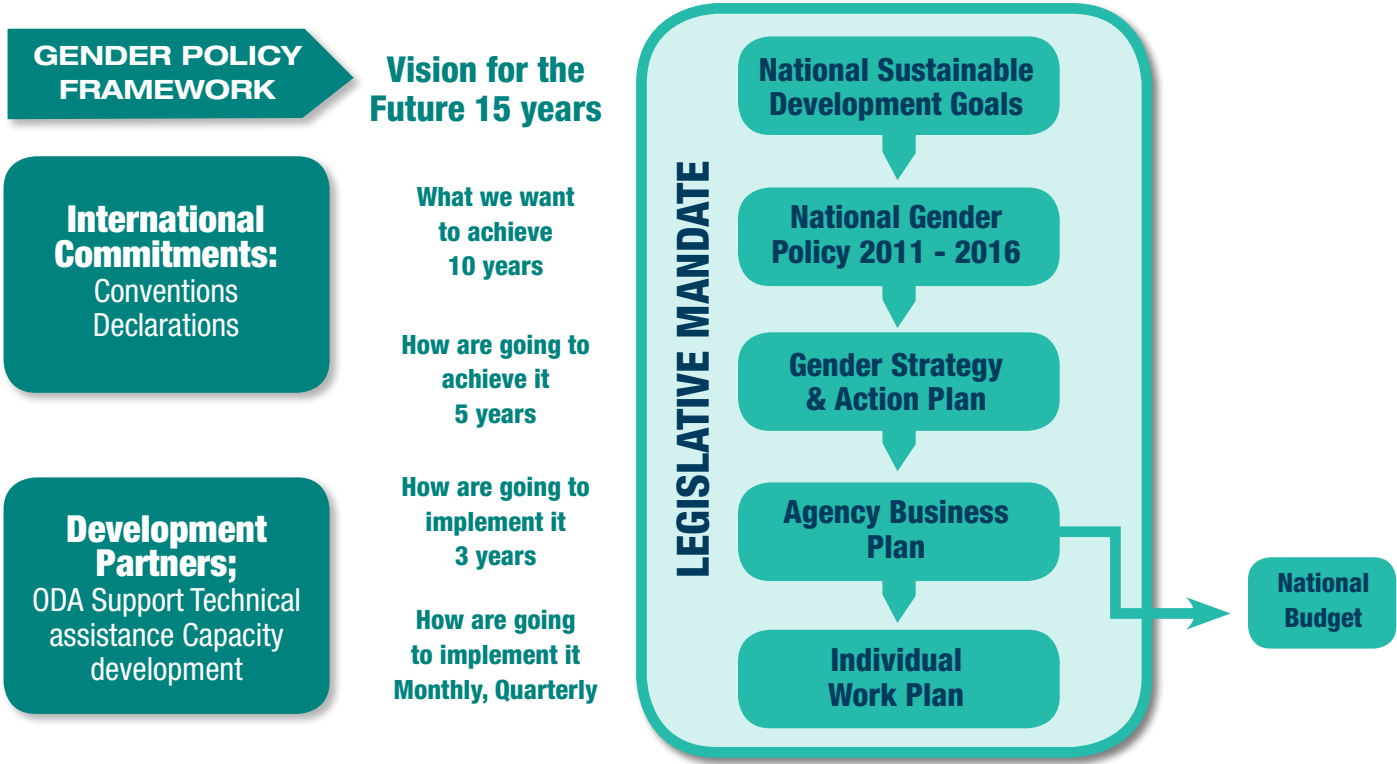 GENDER POLICY
FRAMEWORK
Vision for the
Future 15 years
International
Commitments:
Conventions
Declarations
What we want
to achieve
10 years
How are going to
achieve it
5 years
Development
Partners;
ODA Support Technical
assistance Capacity
development
How are going to
implement it
3 years
How are going
to implement it
Monthly, Quarterly
LEGISLATIVE MANDATE
National Sustainable
Development Goals
National Gender
Policy 2011 - 2016
Gender Strategy
& Action Plan
Agency Business
Plan
Individual
Work Plan
National
Budget